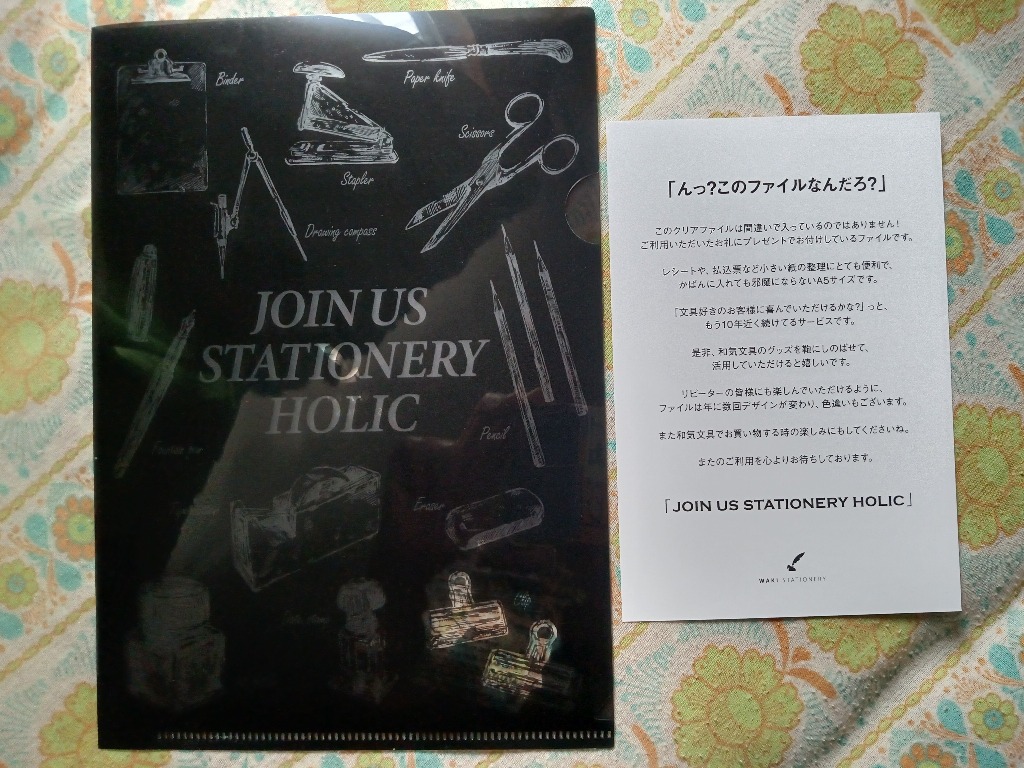 Binder
Paper knife
Stapler
Scissors
Drawing compass
JOIN US
STATIONERY
HOLIC
Pencil
Fountain pen
Eraser
「んっ?このファイルなんだろ?」
このクリアファイルは間違いで入っているのではありません!
ご利用いただいたお礼にプレゼントでお付けしているファイルです。
レシートや、払込票など小さい紙の整理にとても便利で、
かばんに入れても邪魔にならないA5サイズです。
「文具好きのお客様に喜んでいただけるかな?」っと、
もう10年近く続けてるサービスです。
是非、和気文具のグッズを鞄にしのばせて、
活用していただけると嬉しいです。
リピーターの皆様にも楽しんでいただけるように、
ファイルは年に数回デザインが変わり、色違いもございます。
また和気文具でお買い物する時の楽しみにもしてくださいね。
またのご利用を心よりお待ちしております。
「JOIN US STATIONERY HOLIC」
WAKI STATIONERY